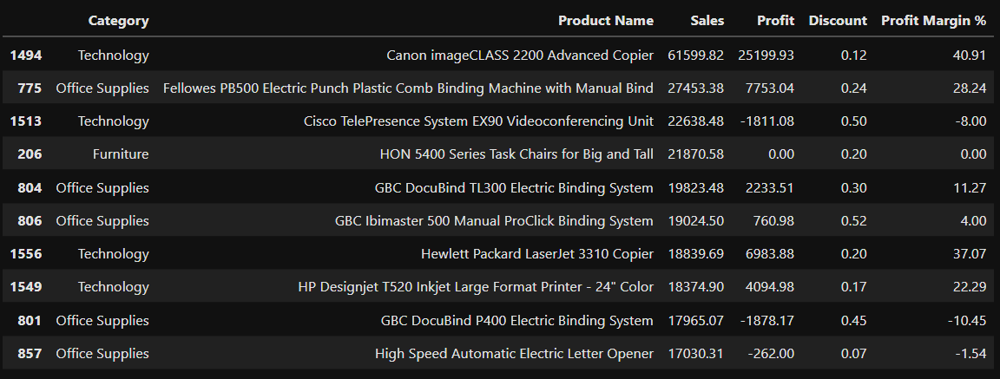 Category Product Name Sales Profit Discount Profit Margin %
1494 Technology Canon imageCLASS 2200 Advanced Copier 61599.82 25199.93 0.12 40.91
775 Office Supplies Fellowes PB500 Electric Punch Plastic Comb Binding Machine with Manual Bind 27453.38 7753.04 0.24 28.24
1513 Technology Cisco TelePresence System EX90 Videoconferencing Unit 22638.48 -1811.08 0.50 -8.00
206 Furniture HON 5400 Series Task Chairs for Big and Tall 21870.58 0.00 0.20 0.00
804 Office Supplies GBC DocuBind TL300 Electric Binding System 19823.48 2233.51 0.30 11.27
806 Office Supplies GBC Ibimaster 500 Manual ProClick Binding System 19024.50 760.98 0.52 4.00
1556 Technology Hewlett Packard LaserJet 3310 Copier 18839.69 6983.88 0.20 37.07
1549 Technology HP Designjet T520 Inkjet Large Format Printer - 24" Color 18374.90 4094.98 0.17 22.29
801 Office Supplies GBC DocuBind P400 Electric Binding System 17965.07 -1878.17 0.45 -10.45
857 Office Supplies High Speed Automatic Electric Letter Opener 17030.31 -262.00 0.07 -1.54